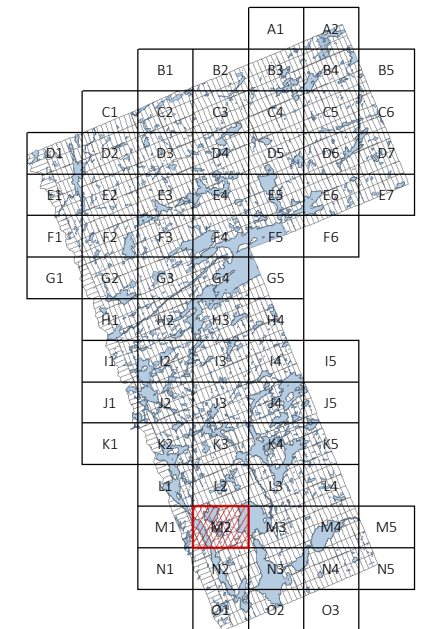 A1 A2
B1 B2 B3 B4 B5
C1 C2 C3 C4 C5 C6
D1 D2 D3 D4 D5 D6 D7
E1 E2 E3 E4 E5 E6 E7
F1 F2 F3 F4 F5 F6
G1 G2 G3 G4 G5
H1 H2 H3 H4
I1 I2 I3 I4 I5
J1 J2 J3 J4 J5
K1 K2 K3 K4 K5
L1 L2 L3 L4
M1 M2 M3 M4 M5
N1 N2 N3 N4 N5
O1 O2 O3